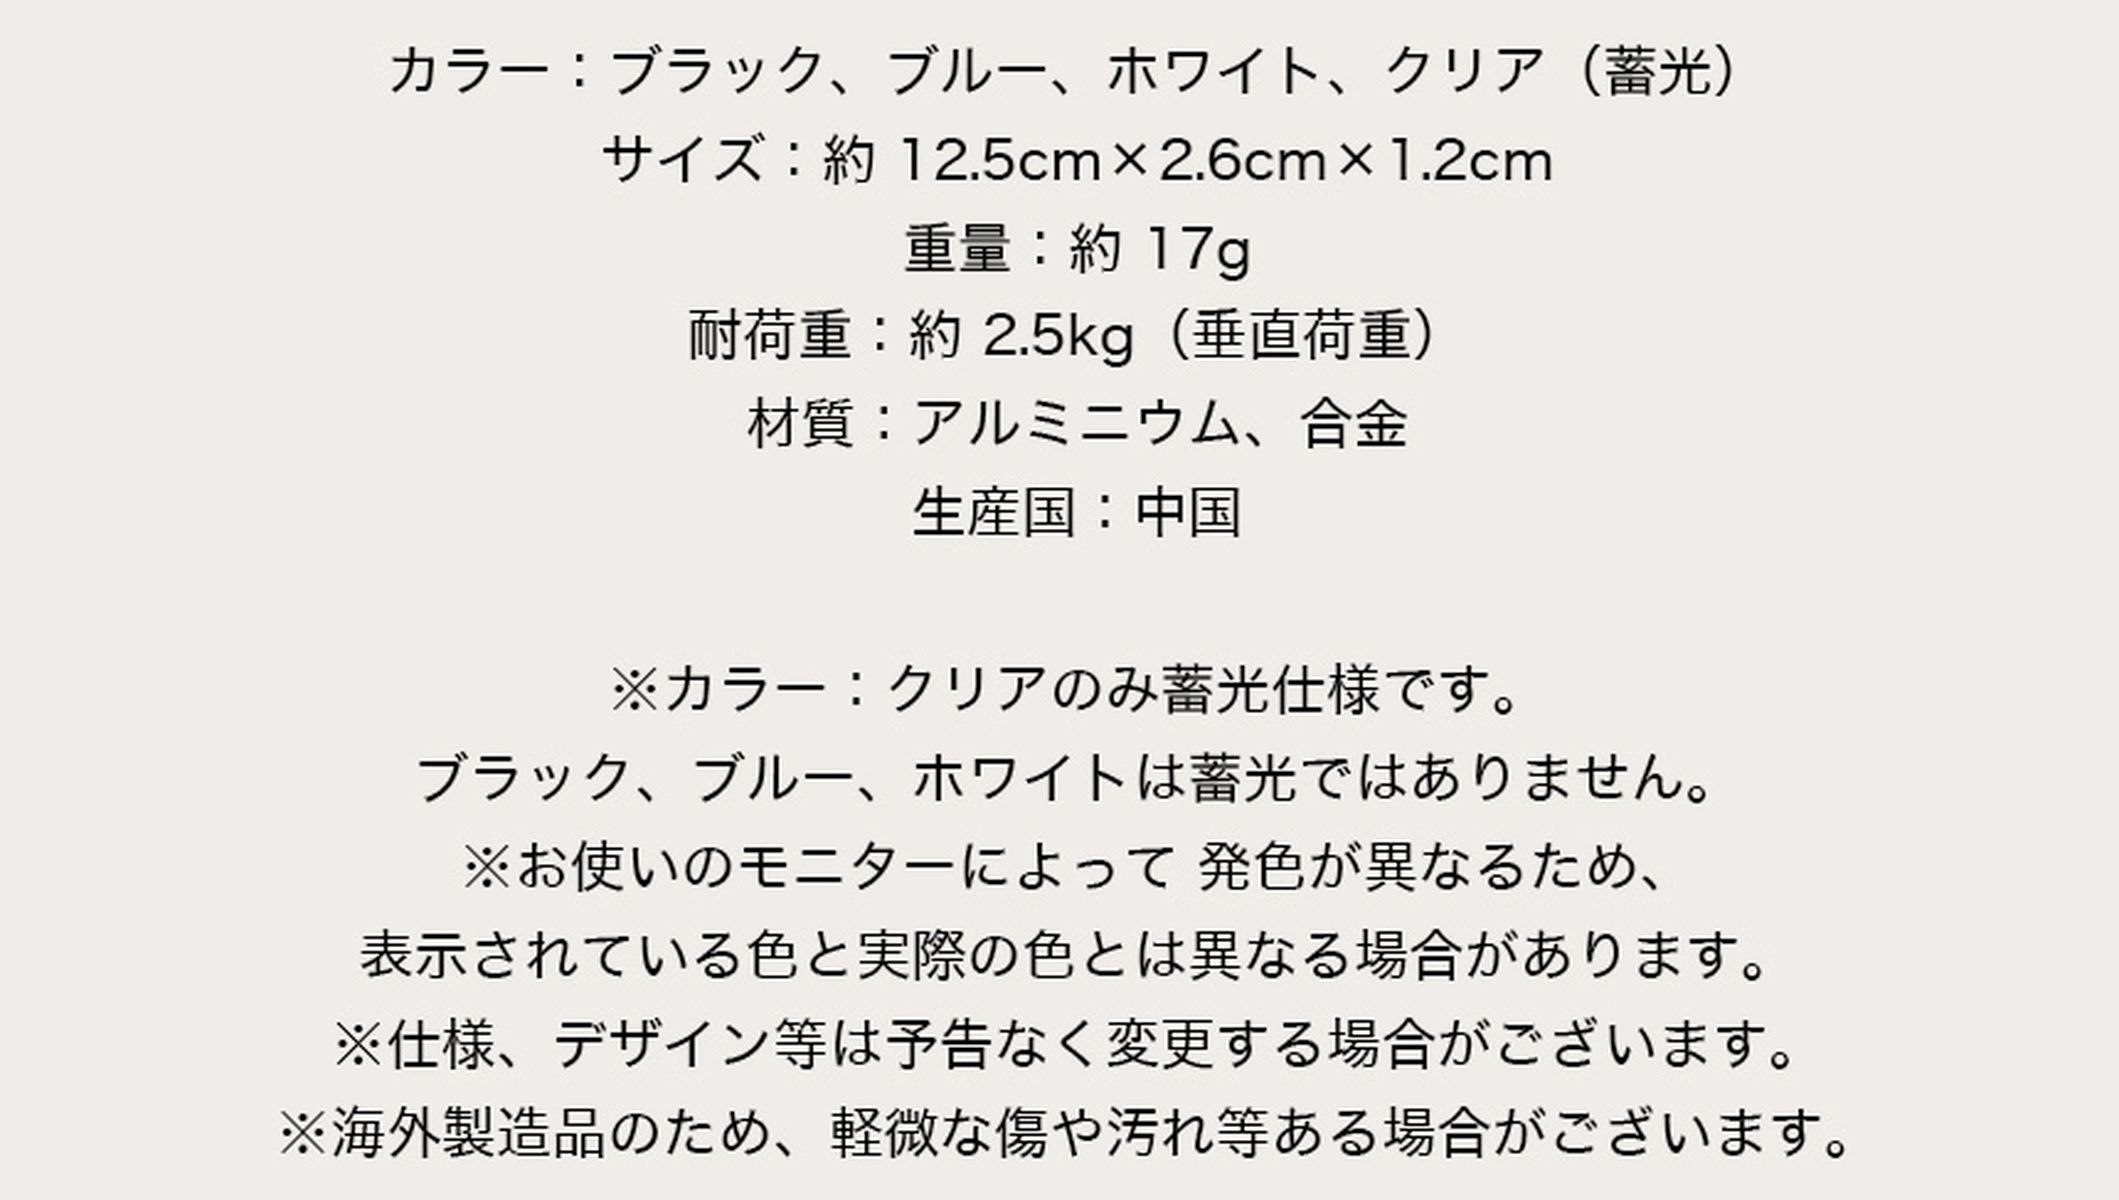 カラー：ブラック、ブルー、ホワイト、クリア（蓄光）
サイズ：約 12.5cm×2.6cm×1.2cm
重量：約 17g
耐荷重：約 2.5kg（垂直荷重）
材質：アルミニウム、合金
生産国：中国
※カラー：クリアのみ蓄光仕様です。
ブラック、ブルー、ホワイトは蓄光ではありません。
※お使いのモニターによって 発色が異なるため、
表示されている色と実際の色とは異なる場合があります。
※仕様、デザイン等は予告なく変更する場合がございます。
※海外製造品のため、軽微な傷や汚れ等ある場合がございます。